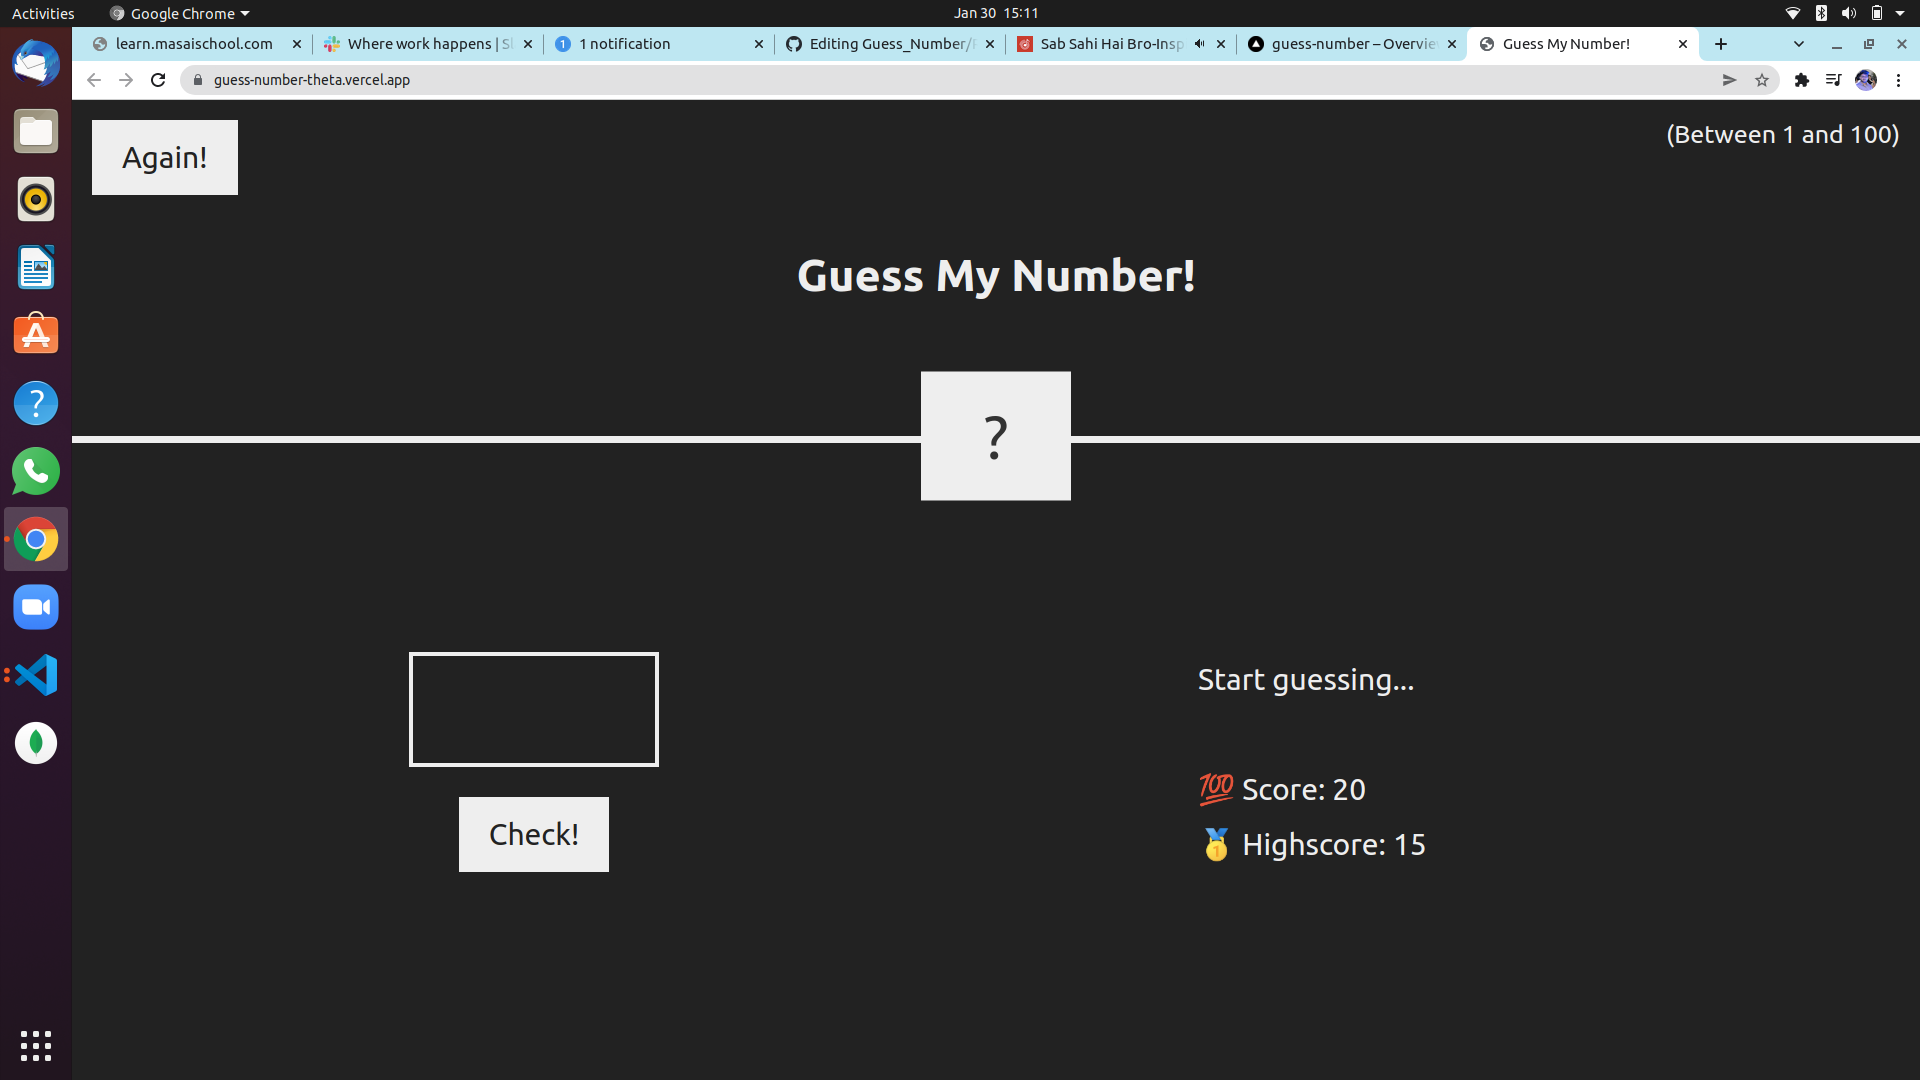 Activities
Google Chrome
Jan 30 15:11
learn.masaischool.com
Where work happens | Sl
1 notification
Editing Guess_Number/
Sab Sahi Hai Bro-Insp
guess-number – Overvie
Guess My Number!
guess-number-theta.vercel.app
Again!
(Between 1 and 100)
Guess My Number!
?
Start guessing...
💯 Score: 20
🥇 Highscore: 15
Check!